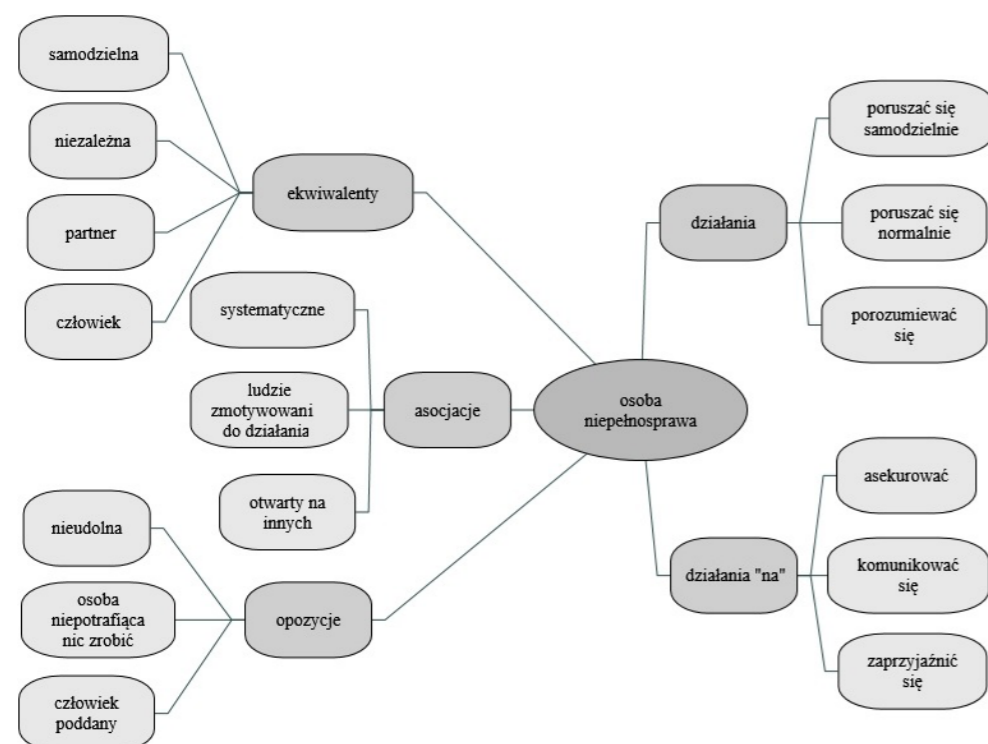 samodzielna
niezależna
partner
człowiek
ekwiwalenty
systematyczne
ludzie
zmotywowani
do działania
otwarty na
innych
asocjacje
nieudolna
osoba
niepotrafiąca
nic zrobić
człowiek
poddany
opozycje
osoba
niepełnosprawa
działania
poruszać się
samodzielnie
poruszać się
normalnie
porozumiewać
się
działania "na"
asekurować
komunikować
się
zaprzyjaźnić
się